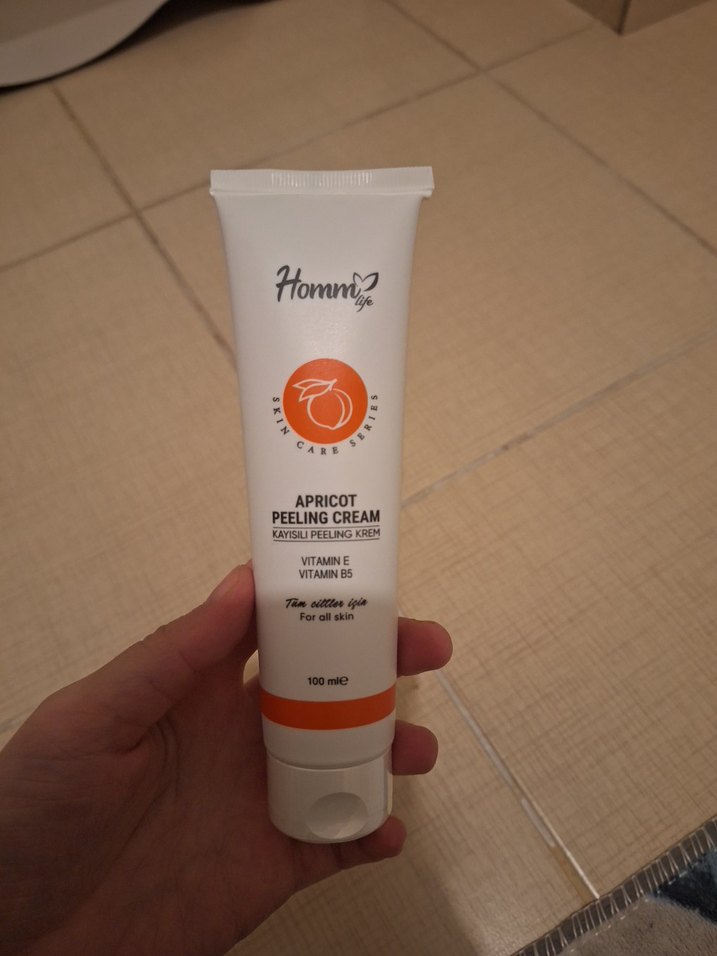 Homm life
SKIN CARE SERIES
APRICOT
PEELING CREAM
KAYISILI PEELING KREM
VITAMIN E
VITAMIN B5
Tüm ciltler için
For all skin
100 ml e